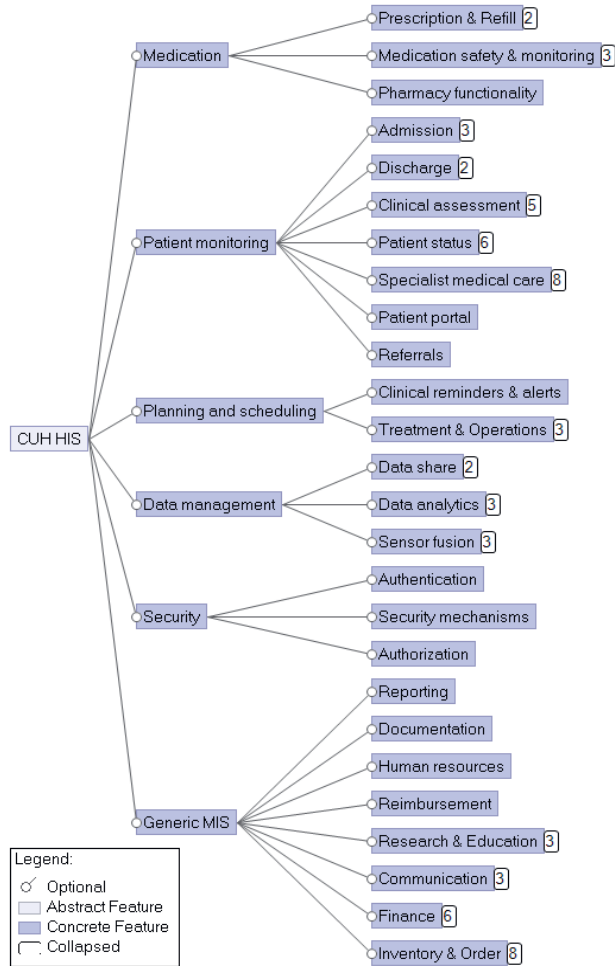 Prescription & Refill 2
Medication
Medication safety & monitoring 3
Pharmacy functionality
Admission 3
Discharge 2
Clinical assessment 5
Patient monitoring
Patient status 6
Specialist medical care 8
Patient portal
Referrals
Clinical reminders & alerts
Planning and scheduling
Treatment & Operations 3
CUH HIS
Data share 2
Data management
Data analytics 3
Sensor fusion 3
Authentication
Security
Security mechanisms
Authorization
Reporting
Documentation
Human resources
Reimbursement
Generic MIS
Research & Education 3
Communication 3
Finance 6
Inventory & Order 8
Legend:
Optional
Abstract Feature
Concrete Feature
Collapsed